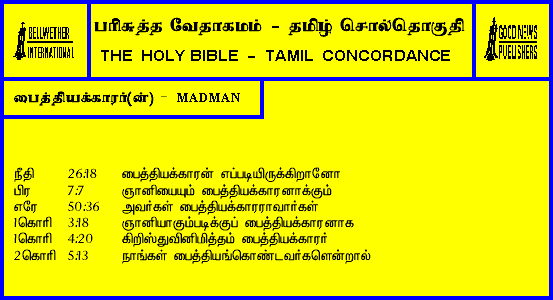 BELLWETHER
INTERNATIONAL
பரிசுத்த வேதாகமம் - தமிழ் சொல்தொகுதி
THE HOLY BIBLE - TAMIL CONCORDANCE
GOOD NEWS
PUBLISHERS
பைத்தியக்காரர்(ன்) - MADMAN
நீதி 26:18 பைத்தியக்காரன் எப்படியிருக்கிறானோ
பிர 7:7 ஞானியையும் பைத்தியக்காரனாக்கும்
எரே 50:36 அவர்கள் பைத்தியக்காரராவார்கள்
1கொரி 3:18 ஞானியாகும்படிக்குப் பைத்தியக்காரனாக
1கொரி 4:20 கிறிஸ்துவினிமித்தம் பைத்தியக்காரர்
2கொரி 5:13 நாங்கள் பைத்தியங்கொண்டவர்களென்றால்